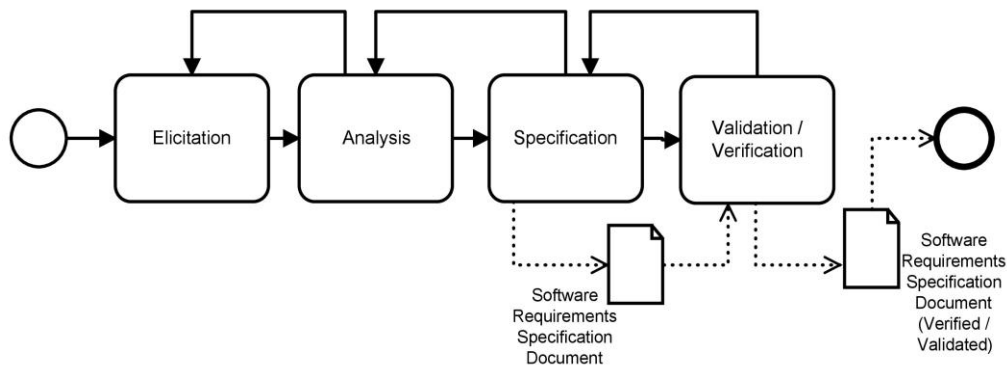 Elicitation
Analysis
Specification
Validation /
Verification
Software
Requirements
Specification
Document
Software
Requirements
Specification
Document
(Verified /
Validated)